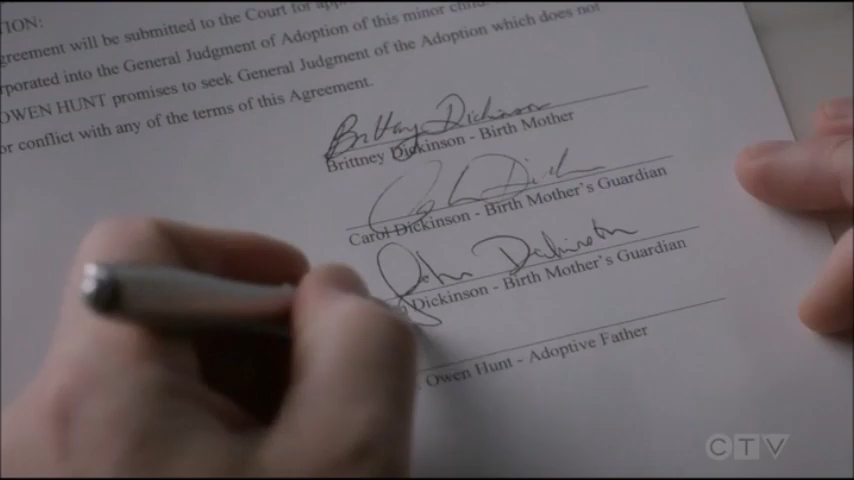 TION:
greement will be submitted to the Court for
rporated into the General Judgment of Adoption of this minor
OWEN HUNT promises to seek General Judgment of the Adoption which does not
or conflict with any of the terms of this Agreement.
Brittney Dickinson
Brittney Dickinson - Birth Mother
Carol Dickinson - Birth Mother's Guardian
John Dickinson
Dickinson - Birth Mother's Guardian
Owen Hunt - Adoptive Father
CTV